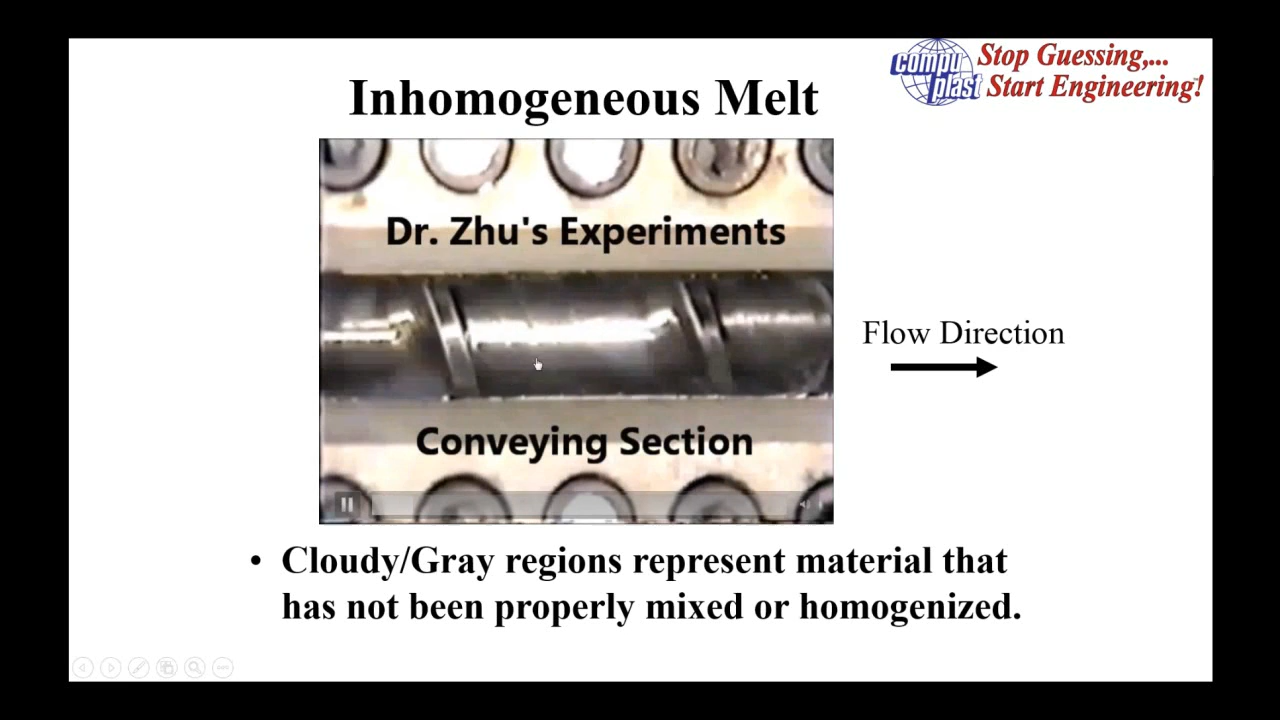 compu
plast
Stop Guessing,...
Start Engineering!
Inhomogeneous Melt
Dr. Zhu's Experiments
Flow Direction
Conveying Section
• Cloudy/Gray regions represent material that
has not been properly mixed or homogenized.